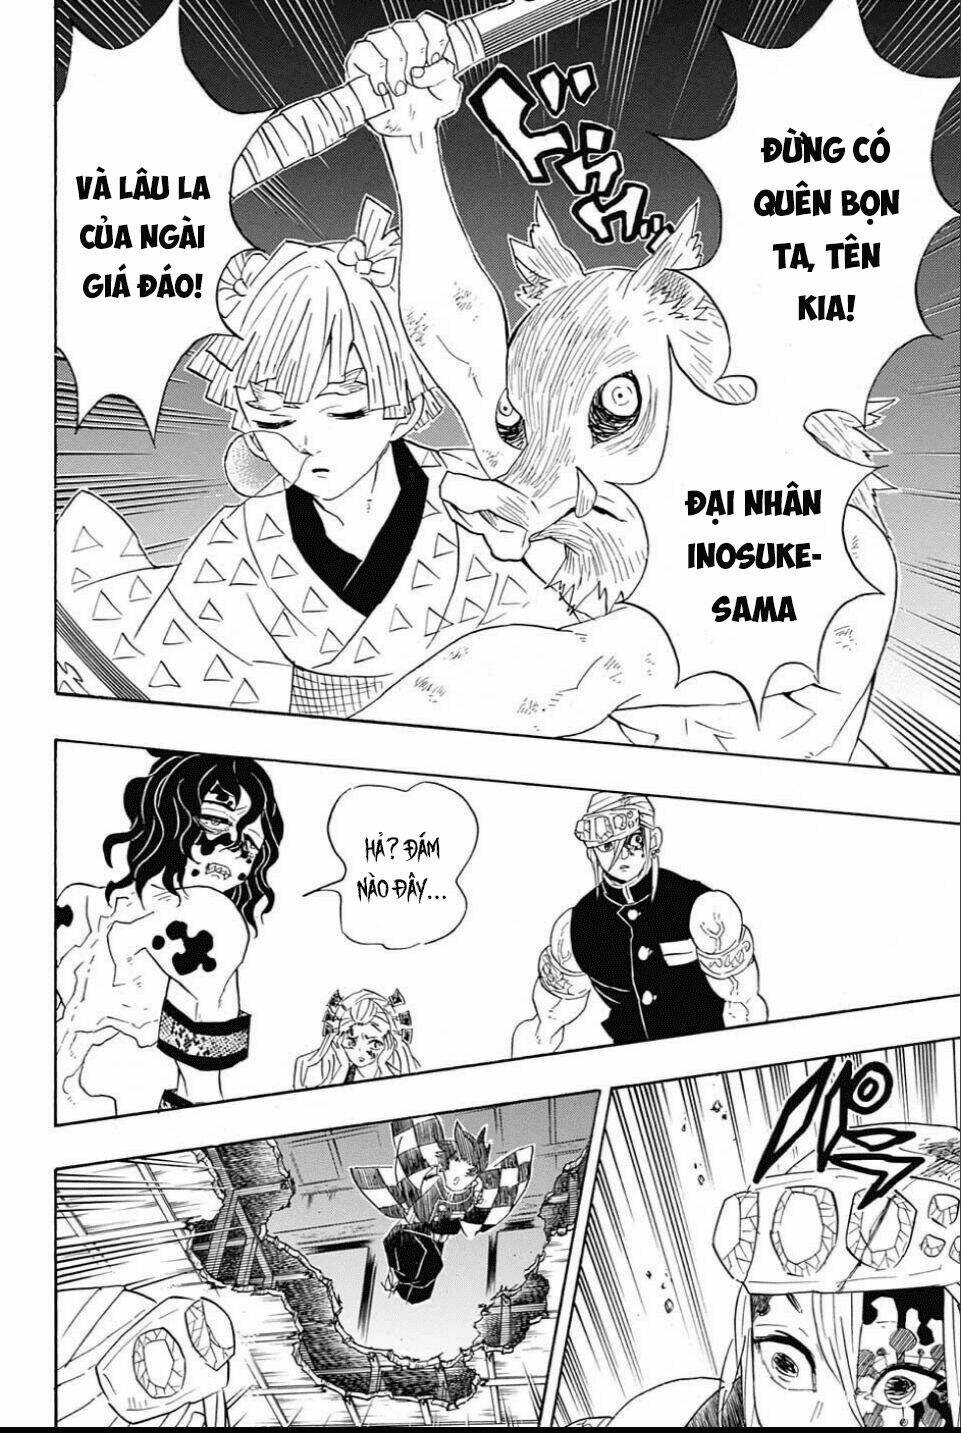 ĐỪNG CÓ
QUÊN BỌN
TA, TÊN
KIA!
ĐẠI NHÂN
INOSUKE-
SAMA
VÀ LÂU LA
CỦA NGÀI
GIÁ ĐÁO!
HẢ? ĐÁM
NÀO ĐÂY...